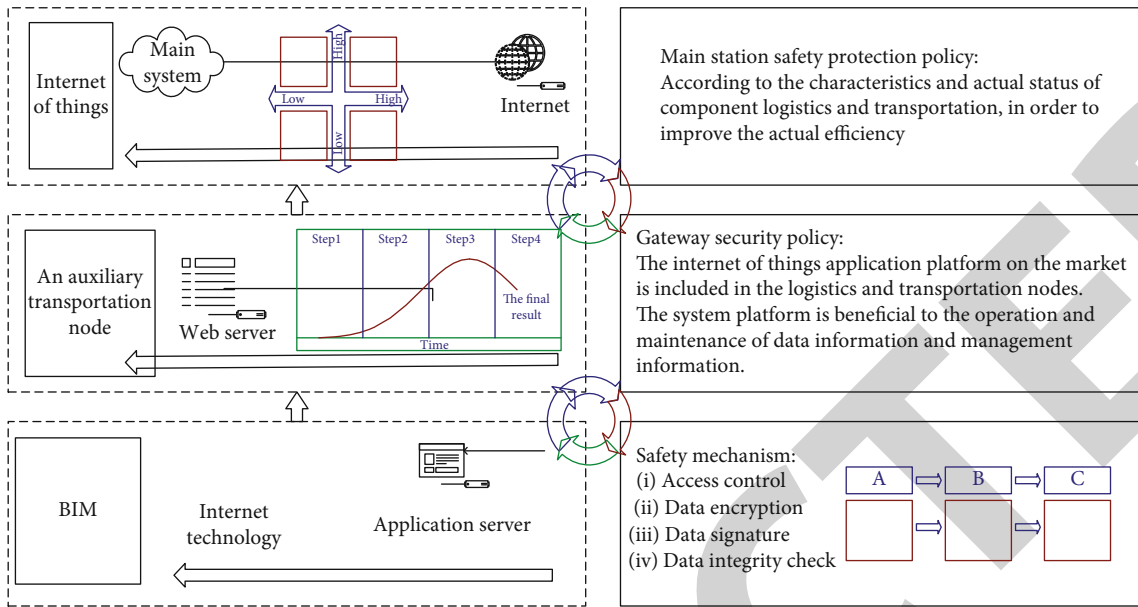 Internet
of things
Main
system
High
Low
High
Low
Internet
Main station safety protection policy:
According to the characteristics and actual status of
component logistics and transportation, in order to
improve the actual efficiency
An auxiliary
transportation
node
Web server
Step1
Step2
Step3
Step4
The final
result
Time
Gateway security policy:
The internet of things application platform on the market
is included in the logistics and transportation nodes.
The system platform is beneficial to the operation and
maintenance of data information and management
information.
BIM
Internet
technology
Application server
Safety mechanism:
(i) Access control
(ii) Data encryption
(iii) Data signature
(iv) Data integrity check
A
B
C